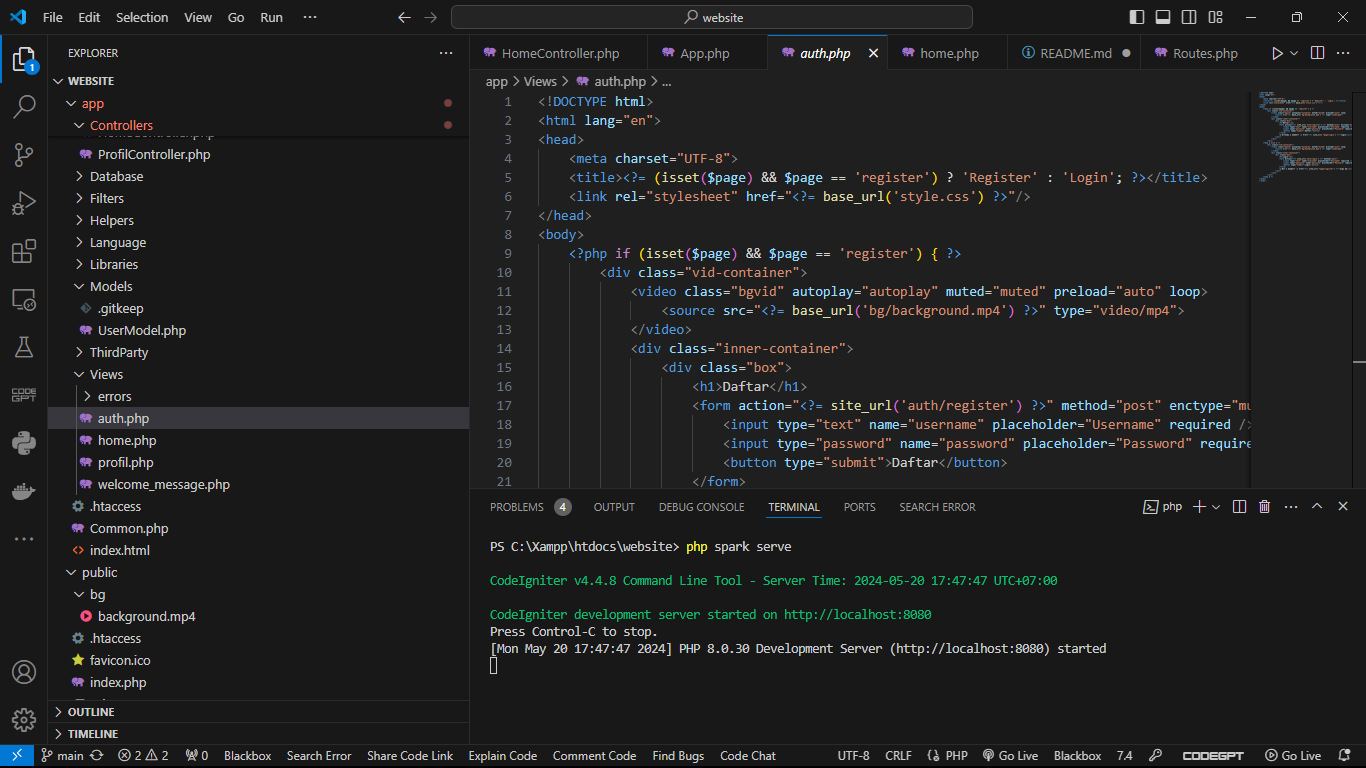 File Edit Selection View Go Run ··· website
EXPLORER
WEBSITE
app
Controllers
ProfilController.php
Database
Filters
Helpers
Language
Libraries
Models
.gitkeep
UserModel.php
ThirdParty
Views
errors
auth.php
home.php
profil.php
welcome_message.php
.htaccess
Common.php
index.html
public
bg
background.mp4
.htaccess
favicon.ico
index.php
OUTLINE
TIMELINE
1
CODE GPT
HomeController.php App.php auth.php home.php README.md Routes.php
app > Views > auth.php > ...
1 <!DOCTYPE html>
2 <html lang="en">
3 <head>
4 <meta charset="UTF-8">
5 <title><?= (isset($page) && $page == 'register') ? 'Register' : 'Login'; ?></title>
6 <link rel="stylesheet" href="<?= base_url('style.css') ?>"/>
7 </head>
8 <body>
9 <?php if (isset($page) && $page == 'register') { ?>
10 <div class="vid-container">
11 <video class="bgvid" autoplay="autoplay" muted="muted" preload="auto" loop>
12 <source src="<?= base_url('bg/background.mp4') ?>" type="video/mp4">
13 </video>
14 <div class="inner-container">
15 <div class="box">
16 <h1>Daftar</h1>
17 <form action="<?= site_url('auth/register') ?>" method="post" enctype="mu
18 <input type="text" name="username" placeholder="Username" required />
19 <input type="password" name="password" placeholder="Password" require
20 <button type="submit">Daftar</button>
21 </form>
PROBLEMS 4 OUTPUT DEBUG CONSOLE TERMINAL PORTS SEARCH ERROR php
PS C:\Xampp\htdocs\website> php spark serve
CodeIgniter v4.4.8 Command Line Tool - Server Time: 2024-05-20 17:47:47 UTC+07:00
CodeIgniter development server started on http://localhost:8080
Press Control-C to stop.
[Mon May 20 17:47:47 2024] PHP 8.0.30 Development Server (http://localhost:8080) started
main 2 2 0 Blackbox Search Error Share Code Link Explain Code Comment Code Find Bugs Code Chat UTF-8 CRLF PHP Go Live Blackbox 7.4 CODEGPT Go Live